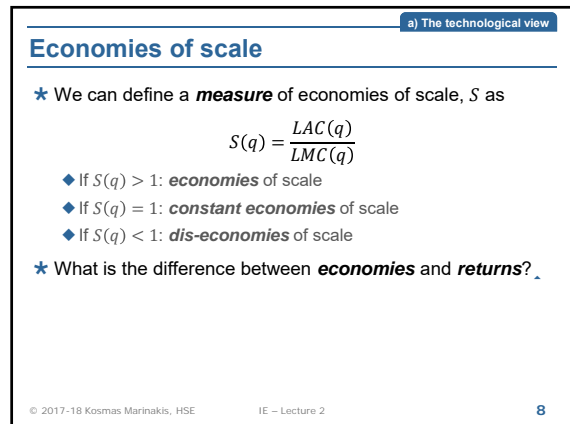 a) The technological view
Economies of scale
* We can define a measure of economies of scale, S as
S(q) = LAC(q) / LMC(q)
◆ If S(q) > 1: economies of scale
◆ If S(q) = 1: constant economies of scale
◆ If S(q) < 1: dis-economies of scale
* What is the difference between economies and returns?
© 2017-18 Kosmas Marinakis, HSE IE – Lecture 2 8